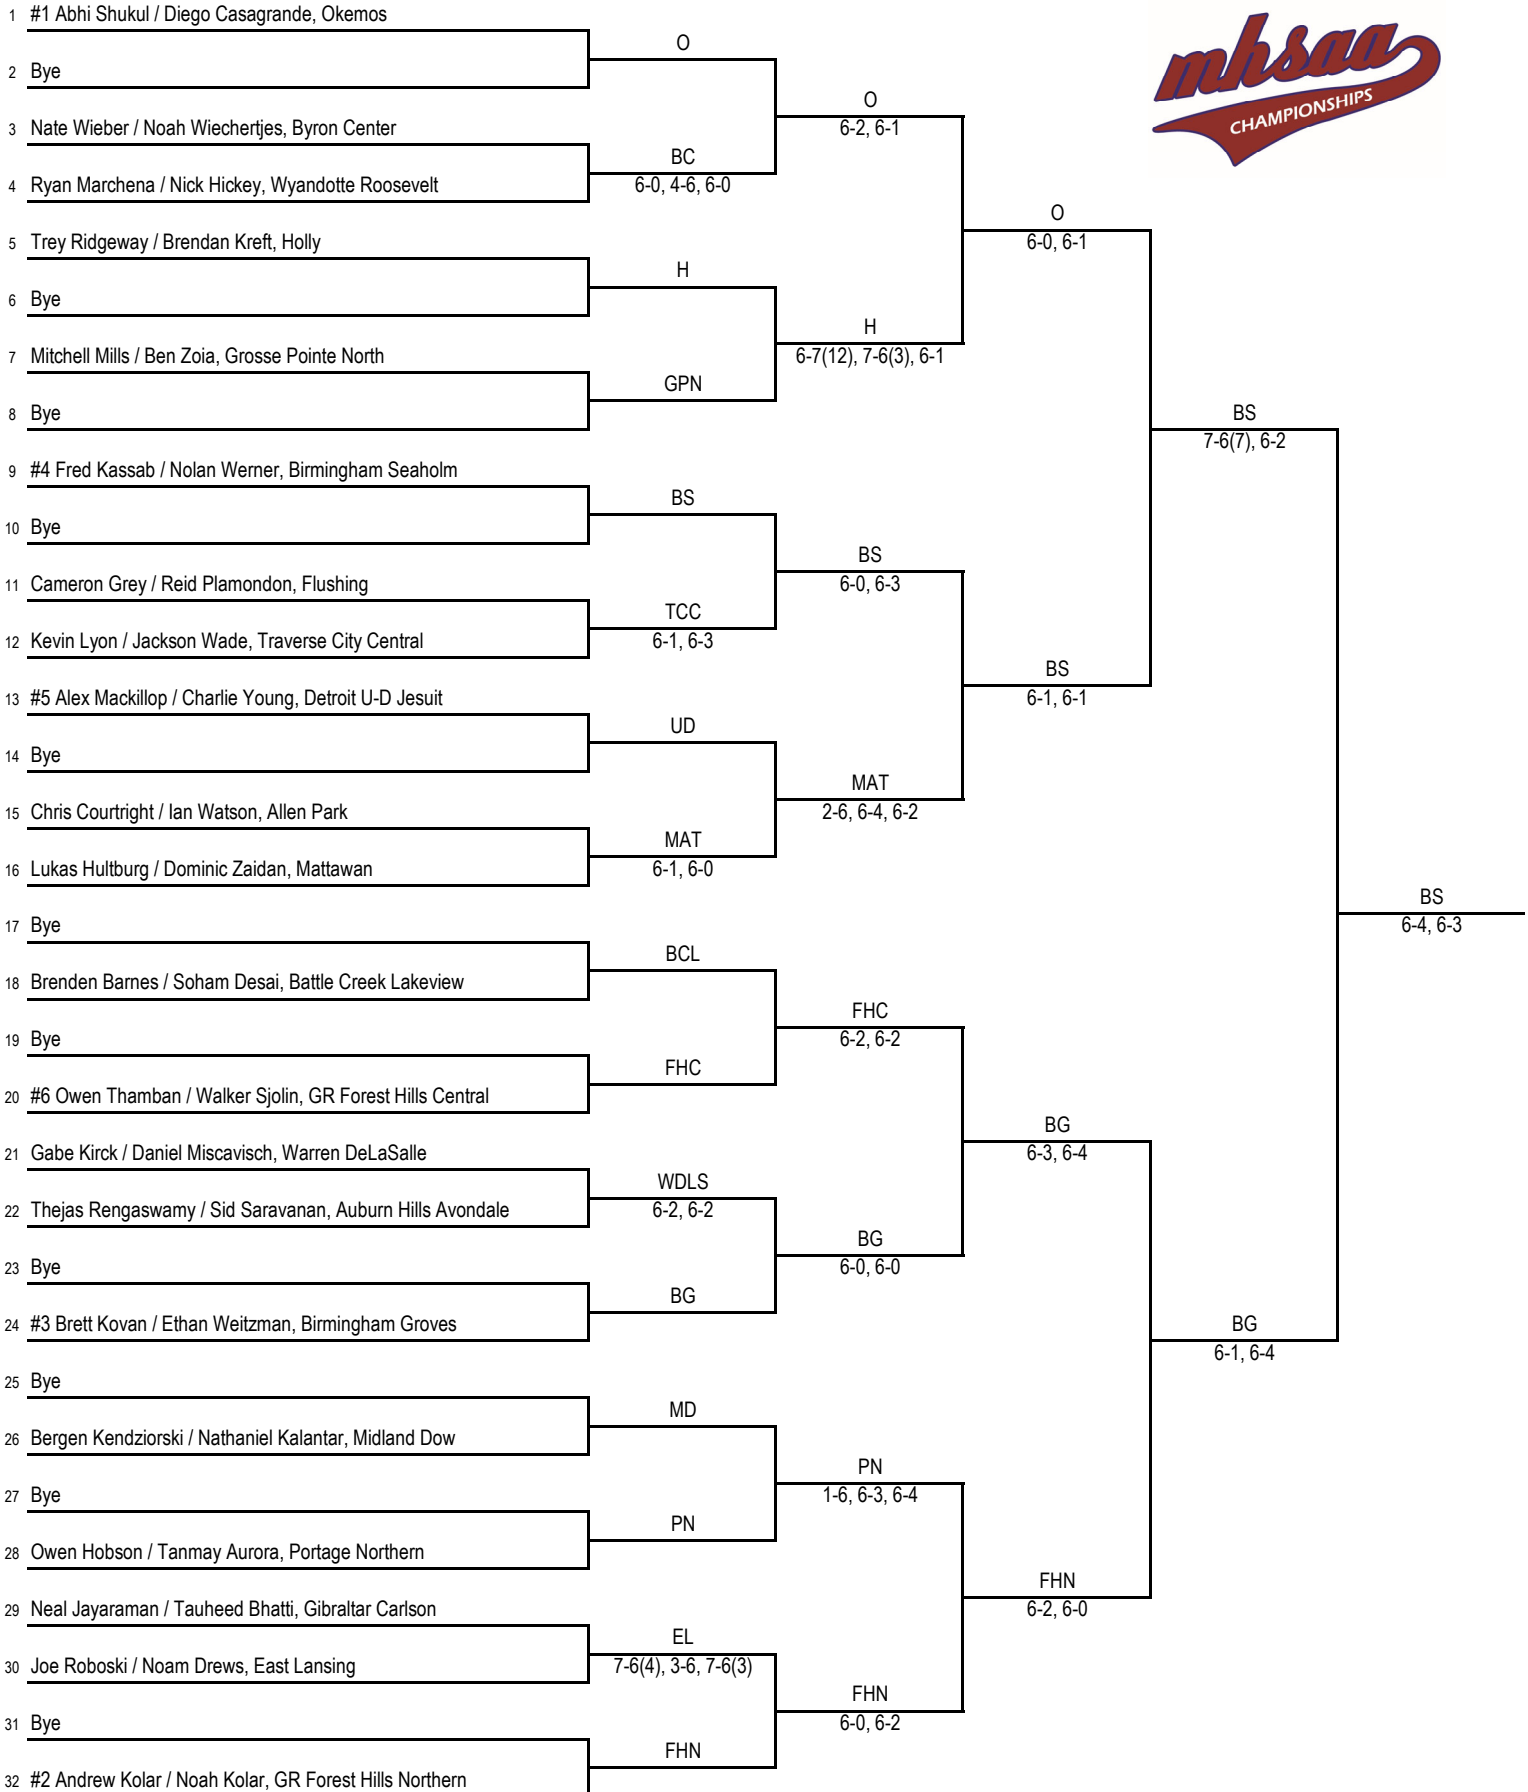 1 #1 Abhi Shukul / Diego Casagrande, Okemos
2 Bye
3 Nate Wieber / Noah Wiechertjes, Byron Center
4 Ryan Marchena / Nick Hickey, Wyandotte Roosevelt
5 Trey Ridgeway / Brendan Kreft, Holly
6 Bye
7 Mitchell Mills / Ben Zoia, Grosse Pointe North
8 Bye
9 #4 Fred Kassab / Nolan Werner, Birmingham Seaholm
10 Bye
11 Cameron Grey / Reid Plamondon, Flushing
12 Kevin Lyon / Jackson Wade, Traverse City Central
13 #5 Alex Mackillop / Charlie Young, Detroit U-D Jesuit
14 Bye
15 Chris Courtright / Ian Watson, Allen Park
16 Lukas Hultburg / Dominic Zaidan, Mattawan
17 Bye
18 Brenden Barnes / Soham Desai, Battle Creek Lakeview
19 Bye
20 #6 Owen Thamban / Walker Sjolin, GR Forest Hills Central
21 Gabe Kirck / Daniel Miscavisch, Warren DeLaSalle
22 Thejas Rengaswamy / Sid Saravanan, Auburn Hills Avondale
23 Bye
24 #3 Brett Kovan / Ethan Weitzman, Birmingham Groves
25 Bye
26 Bergen Kendziorski / Nathaniel Kalantar, Midland Dow
27 Bye
28 Owen Hobson / Tanmay Aurora, Portage Northern
29 Neal Jayaraman / Tauheed Bhatti, Gibraltar Carlson
30 Joe Roboski / Noam Drews, East Lansing
31 Bye
32 #2 Andrew Kolar / Noah Kolar, GR Forest Hills Northern
O
BC
6-0, 4-6, 6-0
H
GPN
BS
TCC
6-1, 6-3
UD
MAT
6-1, 6-0
BCL
FHC
WDLS
6-2, 6-2
BG
MD
PN
EL
7-6(4), 3-6, 7-6(3)
FHN
O
6-2, 6-1
H
6-7(12), 7-6(3), 6-1
BS
6-0, 6-3
MAT
2-6, 6-4, 6-2
FHC
6-2, 6-2
BG
6-0, 6-0
PN
1-6, 6-3, 6-4
FHN
6-0, 6-2
O
6-0, 6-1
BS
6-1, 6-1
BG
6-3, 6-4
FHN
6-2, 6-0
BS
7-6(7), 6-2
BG
6-1, 6-4
BS
6-4, 6-3
mhsaa
CHAMPIONSHIPS